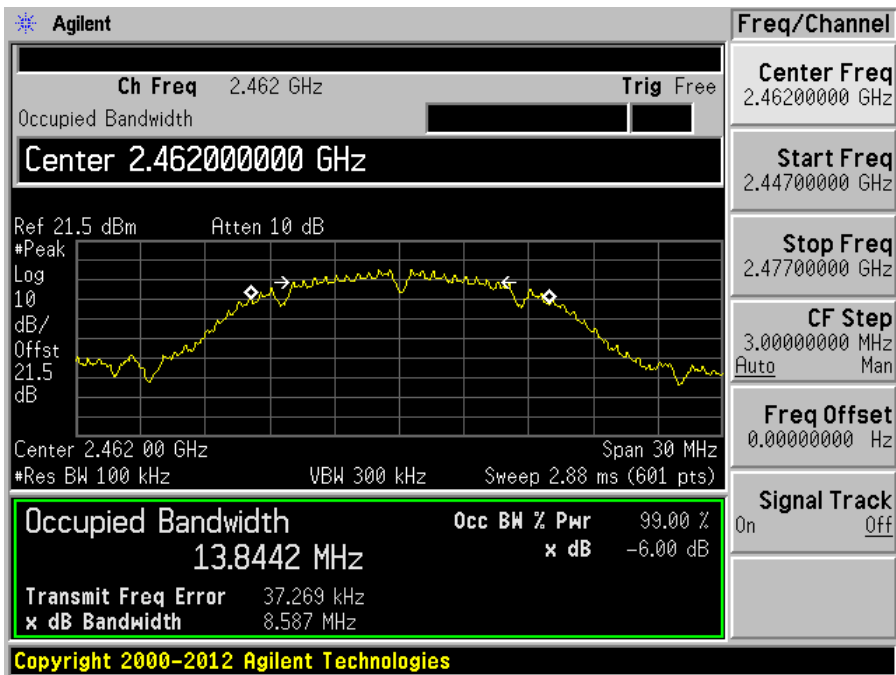 Agilent
Freq/Channel
Ch Freq 2.462 GHz Trig Free
Occupied Bandwidth
Center 2.462000000 GHz
Center Freq
2.46200000 GHz
Start Freq
2.44700000 GHz
Stop Freq
2.47700000 GHz
CF Step
3.00000000 MHz
Auto Man
Freq Offset
0.00000000 Hz
Signal Track
On Off
Ref 21.5 dBm Atten 10 dB
#Peak
Log
10
dB/
Offst
21.5
dB
Center 2.462 00 GHz Span 30 MHz
#Res BW 100 kHz VBW 300 kHz Sweep 2.88 ms (601 pts)
Occupied Bandwidth Occ BW % Pwr 99.00 %
13.8442 MHz x dB -6.00 dB
Transmit Freq Error 37.269 kHz
x dB Bandwidth 8.587 MHz
Copyright 2000-2012 Agilent Technologies